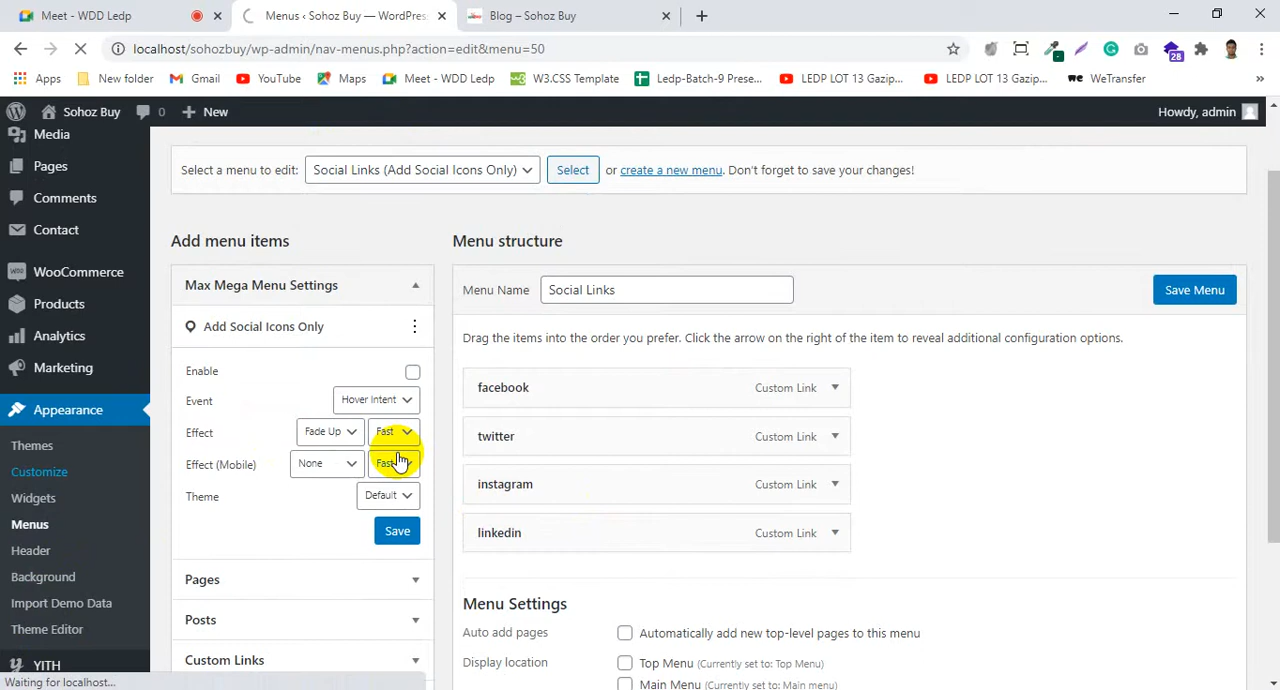 Meet - WDD Ledp
Menus ‹ Sohoz Buy — WordPress
Blog – Sohoz Buy
localhost/sohozbuy/wp-admin/nav-menus.php?action=edit&menu=50
28
Apps
New folder
Gmail
YouTube
Maps
Meet - WDD Ledp
W3.CSS Template
Ledp-Batch-9 Prese...
LEDP LOT 13 Gazip...
LEDP LOT 13 Gazip...
WeTransfer
»
Sohoz Buy
0
New
Howdy, admin
Media
Pages
Comments
Contact
WooCommerce
Products
Analytics
Marketing
Appearance
Themes
Customize
Widgets
Menus
Header
Background
Import Demo Data
Theme Editor
YITH
Waiting for localhost...
Select a menu to edit: Social Links (Add Social Icons Only) Select or create a new menu. Don't forget to save your changes!
Add menu items
Max Mega Menu Settings
Add Social Icons Only
Enable
Event Hover Intent
Effect Fade Up Fast
Effect (Mobile) None Fast
Theme Default
Save
Pages
Posts
Custom Links
Menu structure
Menu Name Social Links Save Menu
Drag the items into the order you prefer. Click the arrow on the right of the item to reveal additional configuration options.
facebook Custom Link
twitter Custom Link
instagram Custom Link
linkedin Custom Link
Menu Settings
Auto add pages Automatically add new top-level pages to this menu
Display location Top Menu (Currently set to: Top Menu)
Main Menu (Currently set to: Main menu)